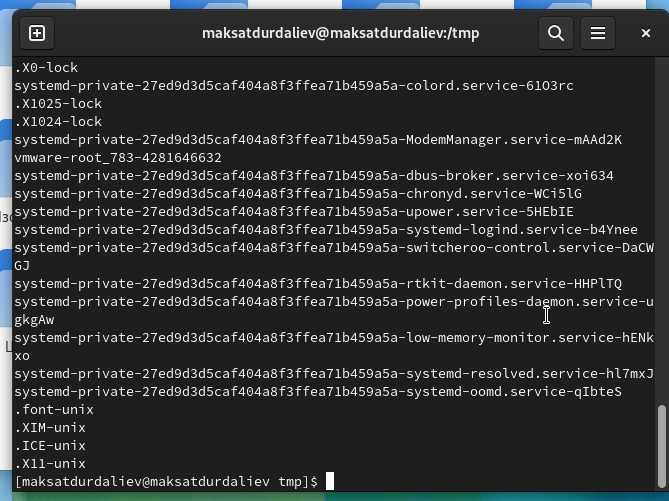 maksatdurdaliev@maksatdurdaliev:/tmp
.X0-lock
systemd-private-27ed9d3d5caf404a8f3ffea71b459a5a-colord.service-61O3rc
.X1025-lock
.X1024-lock
systemd-private-27ed9d3d5caf404a8f3ffea71b459a5a-ModemManager.service-mAAd2K
vmware-root_783-4281646632
systemd-private-27ed9d3d5caf404a8f3ffea71b459a5a-dbus-broker.service-xoi634
systemd-private-27ed9d3d5caf404a8f3ffea71b459a5a-chronyd.service-WCi5lG
systemd-private-27ed9d3d5caf404a8f3ffea71b459a5a-upower.service-5HEbIE
systemd-private-27ed9d3d5caf404a8f3ffea71b459a5a-systemd-logind.service-b4Ynee
systemd-private-27ed9d3d5caf404a8f3ffea71b459a5a-switcheroo-control.service-DaCW
GJ
systemd-private-27ed9d3d5caf404a8f3ffea71b459a5a-rtkit-daemon.service-HHPlTQ
systemd-private-27ed9d3d5caf404a8f3ffea71b459a5a-power-profiles-daemon.service-u
gkgAw
systemd-private-27ed9d3d5caf404a8f3ffea71b459a5a-low-memory-monitor.service-hENk
xo
systemd-private-27ed9d3d5caf404a8f3ffea71b459a5a-systemd-resolved.service-hl7mxJ
systemd-private-27ed9d3d5caf404a8f3ffea71b459a5a-systemd-oomd.service-qIbteS
.font-unix
.XIM-unix
.ICE-unix
.X11-unix
[maksatdurdaliev@maksatdurdaliev tmp]$